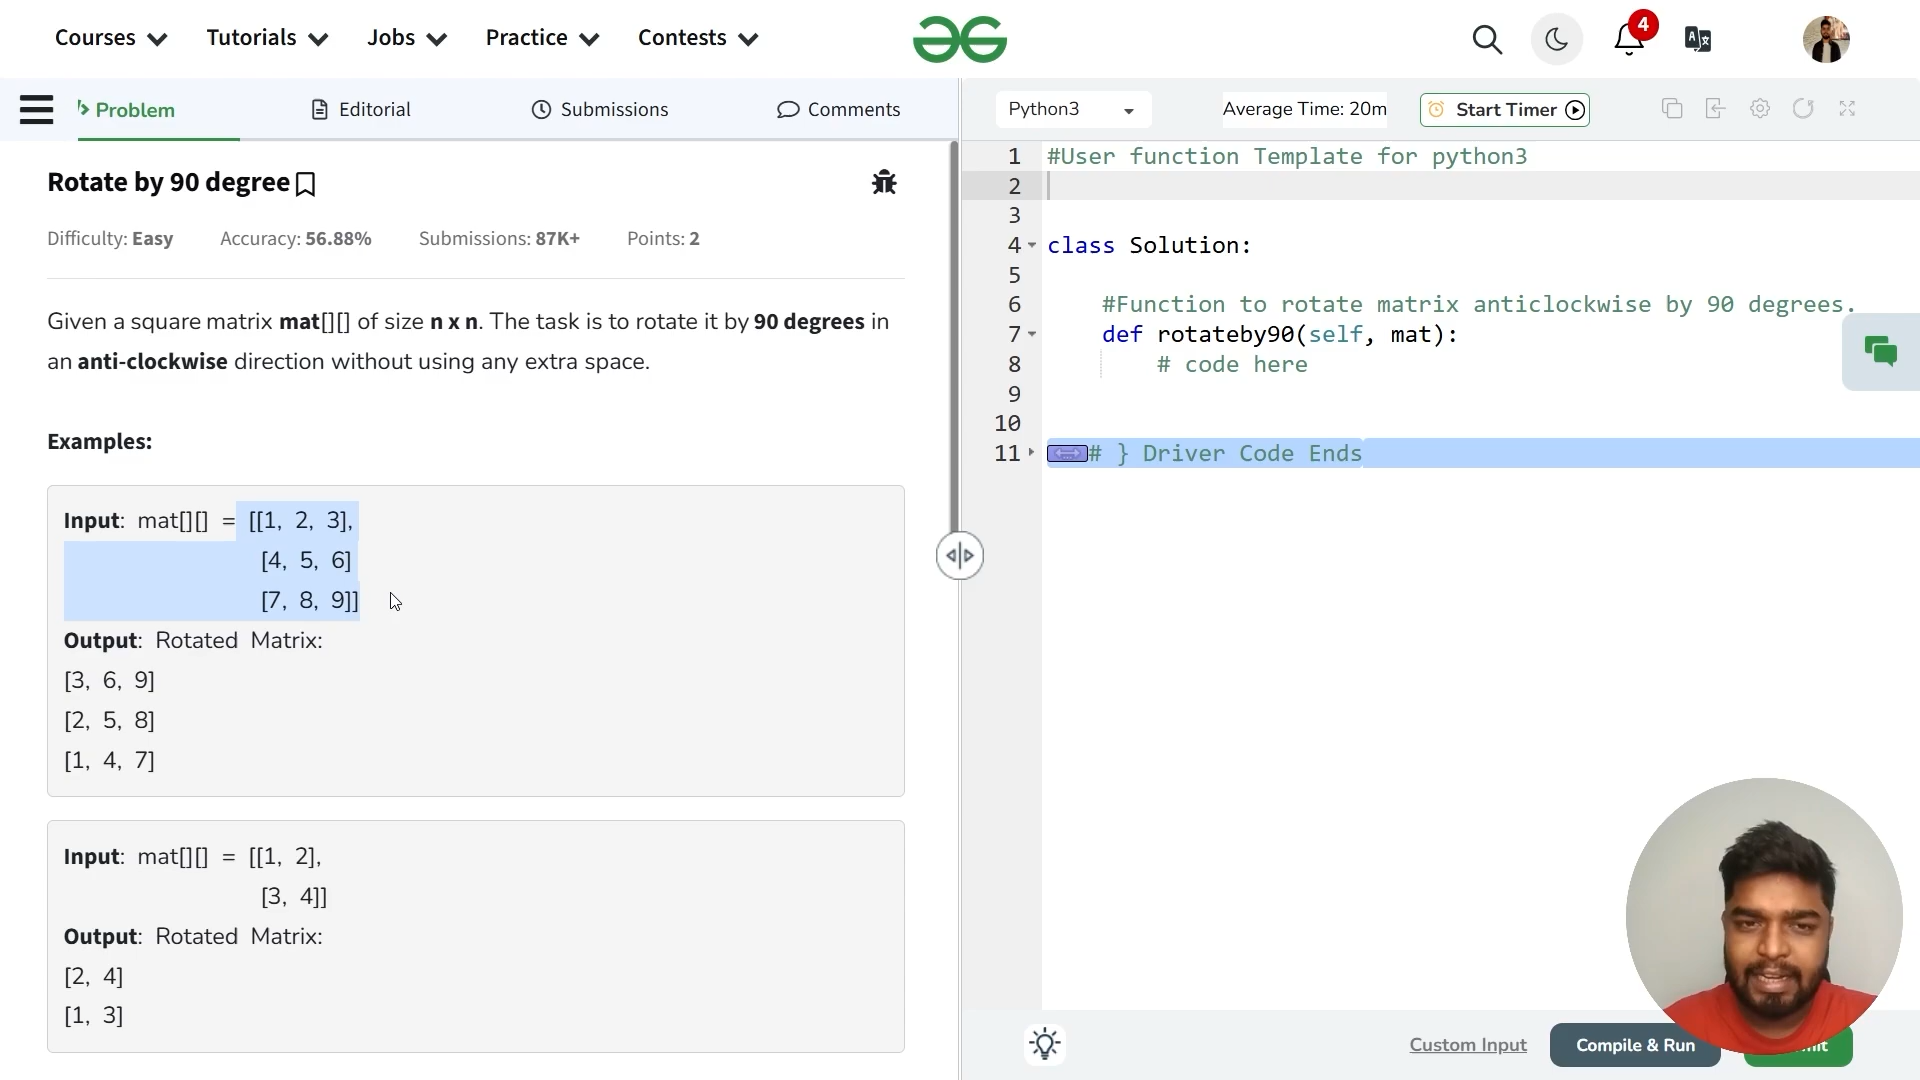 Courses Tutorials Jobs Practice Contests
4
Problem Editorial Submissions Comments
Python3 Average Time: 20m Start Timer
Rotate by 90 degree
Difficulty: Easy Accuracy: 56.88% Submissions: 87K+ Points: 2
Given a square matrix mat[][] of size n x n. The task is to rotate it by 90 degrees in
an anti-clockwise direction without using any extra space.
Examples:
Input: mat[][] = [[1, 2, 3],
[4, 5, 6]
[7, 8, 9]]
Output: Rotated Matrix:
[3, 6, 9]
[2, 5, 8]
[1, 4, 7]
Input: mat[][] = [[1, 2],
[3, 4]]
Output: Rotated Matrix:
[2, 4]
[1, 3]
1 #User function Template for python3
2
3
4 class Solution:
5
6 #Function to rotate matrix anticlockwise by 90 degrees.
7 def rotateby90(self, mat):
8 # code here
9
10
11 # } Driver Code Ends
Custom Input Compile & Run